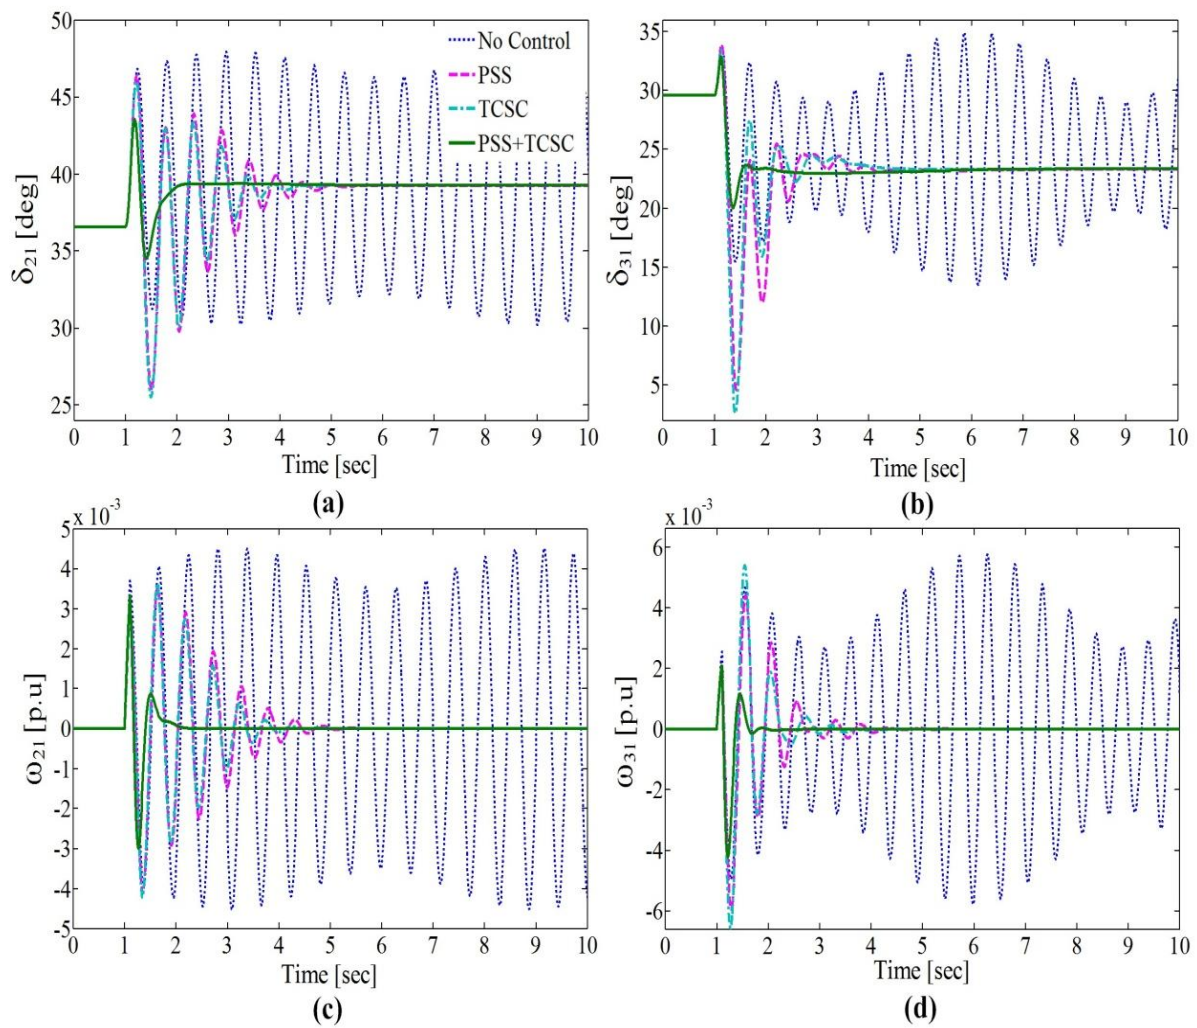 50
45
40
35
30
25
δ21 [deg]
No Control
PSS
TCSC
PSS+TCSC
0 1 2 3 4 5 6 7 8 9 10
Time [sec]
(a)
35
30
25
20
15
10
5
δ31 [deg]
0 1 2 3 4 5 6 7 8 9 10
Time [sec]
(b)
x 10-3
5
4
3
2
1
0
-1
-2
-3
-4
-5
ω21 [p.u]
0 1 2 3 4 5 6 7 8 9 10
Time [sec]
(c)
x 10-3
6
4
2
0
-2
-4
-6
ω31 [p.u]
0 1 2 3 4 5 6 7 8 9 10
Time [sec]
(d)